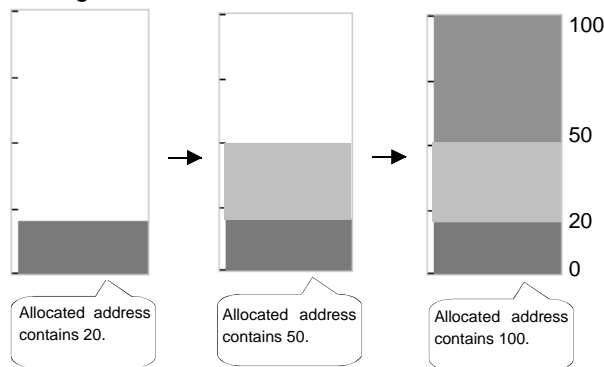 100
50
20
0
Allocated address
contains 20.
Allocated address
contains 50.
Allocated address
contains 100.